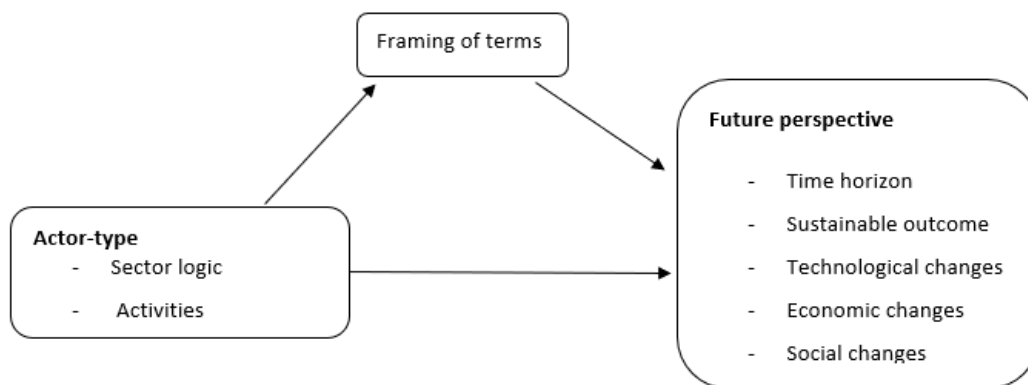 Framing of terms
Future perspective
- Time horizon
- Sustainable outcome
- Technological changes
- Economic changes
- Social changes
Actor-type
- Sector logic
- Activities